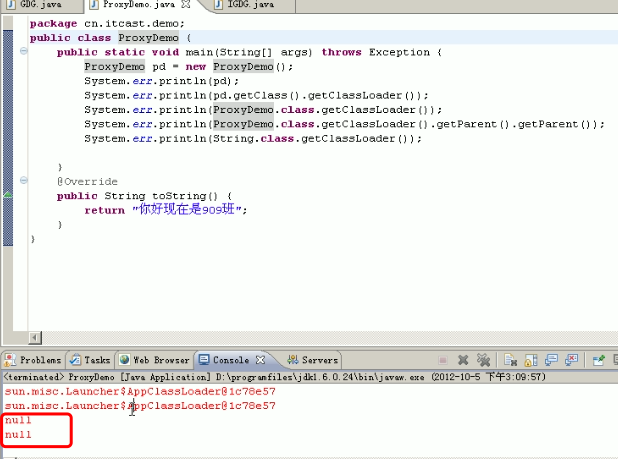 GDG.java ProxyDemo.java IGDG.java
package cn.itcast.demo;
public class ProxyDemo {
public static void main(String[] args) throws Exception {
ProxyDemo pd = new ProxyDemo();
System.err.println(pd);
System.err.println(pd.getClass().getClassLoader());
System.err.println(ProxyDemo.class.getClassLoader());
System.err.println(ProxyDemo.class.getClassLoader().getParent().getParent());
System.err.println(String.class.getClassLoader());
}
@Override
public String toString() {
return "你好现在是909班";
}
}
Problems Tasks Web Browser Console Servers
<terminated> ProxyDemo [Java Application] D:\programfiles\jdk1.6.0.24\bin\javaw.exe (2012-10-5 下午3:09:57)
sun.misc.Launcher$AppClassLoader@1c78e57
sun.misc.Launcher$AppClassLoader@1c78e57
null
null